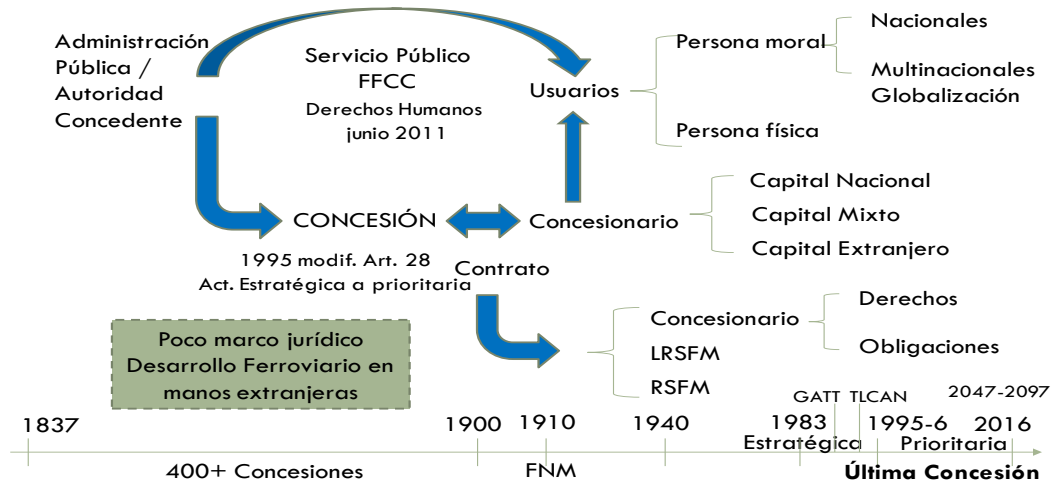 Administración
Pública /
Autoridad
Concedente
Servicio Público
FFCC
Derechos Humanos
junio 2011
Usuarios
Persona moral
Nacionales
Multinacionales
Globalización
Persona física
CONCESIÓN
1995 modif. Art. 28
Act. Estratégica a prioritaria
Concesionario
Capital Nacional
Capital Mixto
Capital Extranjero
Contrato
Concesionario
LRSFM
RSFM
Derechos
Obligaciones
Poco marco jurídico
Desarrollo Ferroviario en
manos extranjeras
GATT TLCAN
2047-2097
1837
1900
1910
1940
1983
1995-6
2016
Estratégica
Prioritaria
400+ Concesiones
FNM
Última Concesión